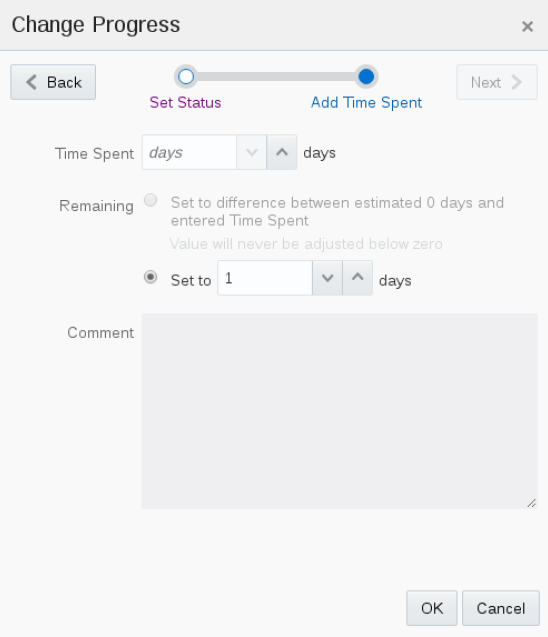 Change Progress
Back
Next
Set Status
Add Time Spent
Time Spent
days
days
Remaining
Set to difference between estimated 0 days and
entered Time Spent
Value will never be adjusted below zero
Set to 1 days
Comment
OK
Cancel